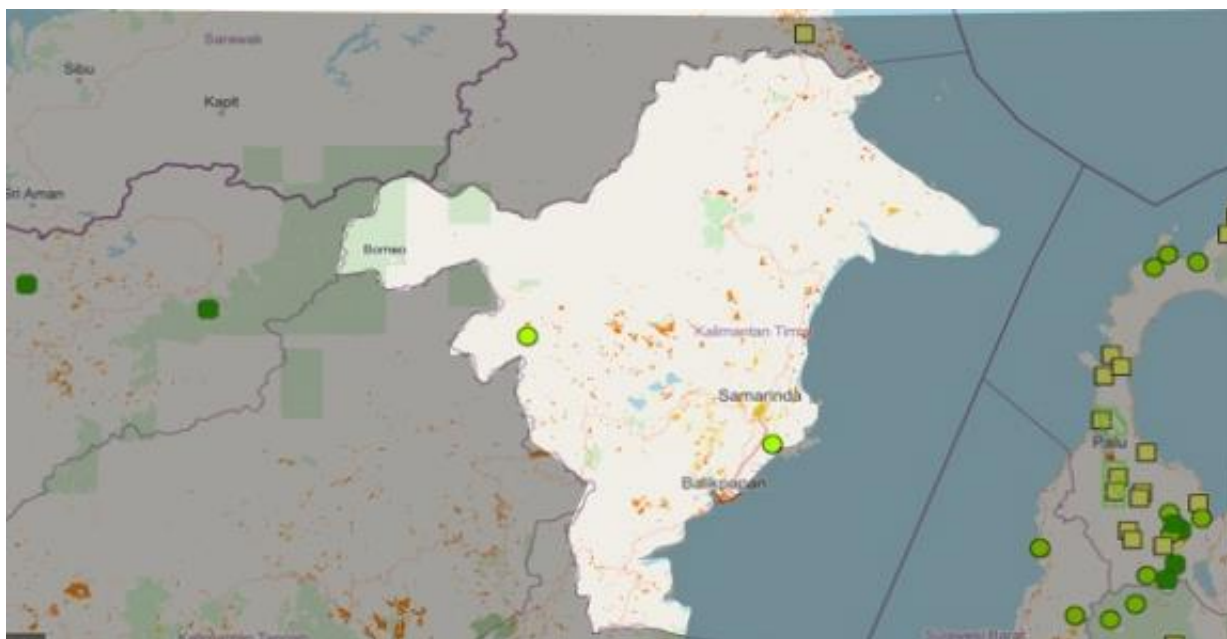 Sarawak
Sibu
Kapit
Sri Aman
Borneo
Kalimantan Timur
Samarinda
Palu
Balikpapan
Sulawesi Barat